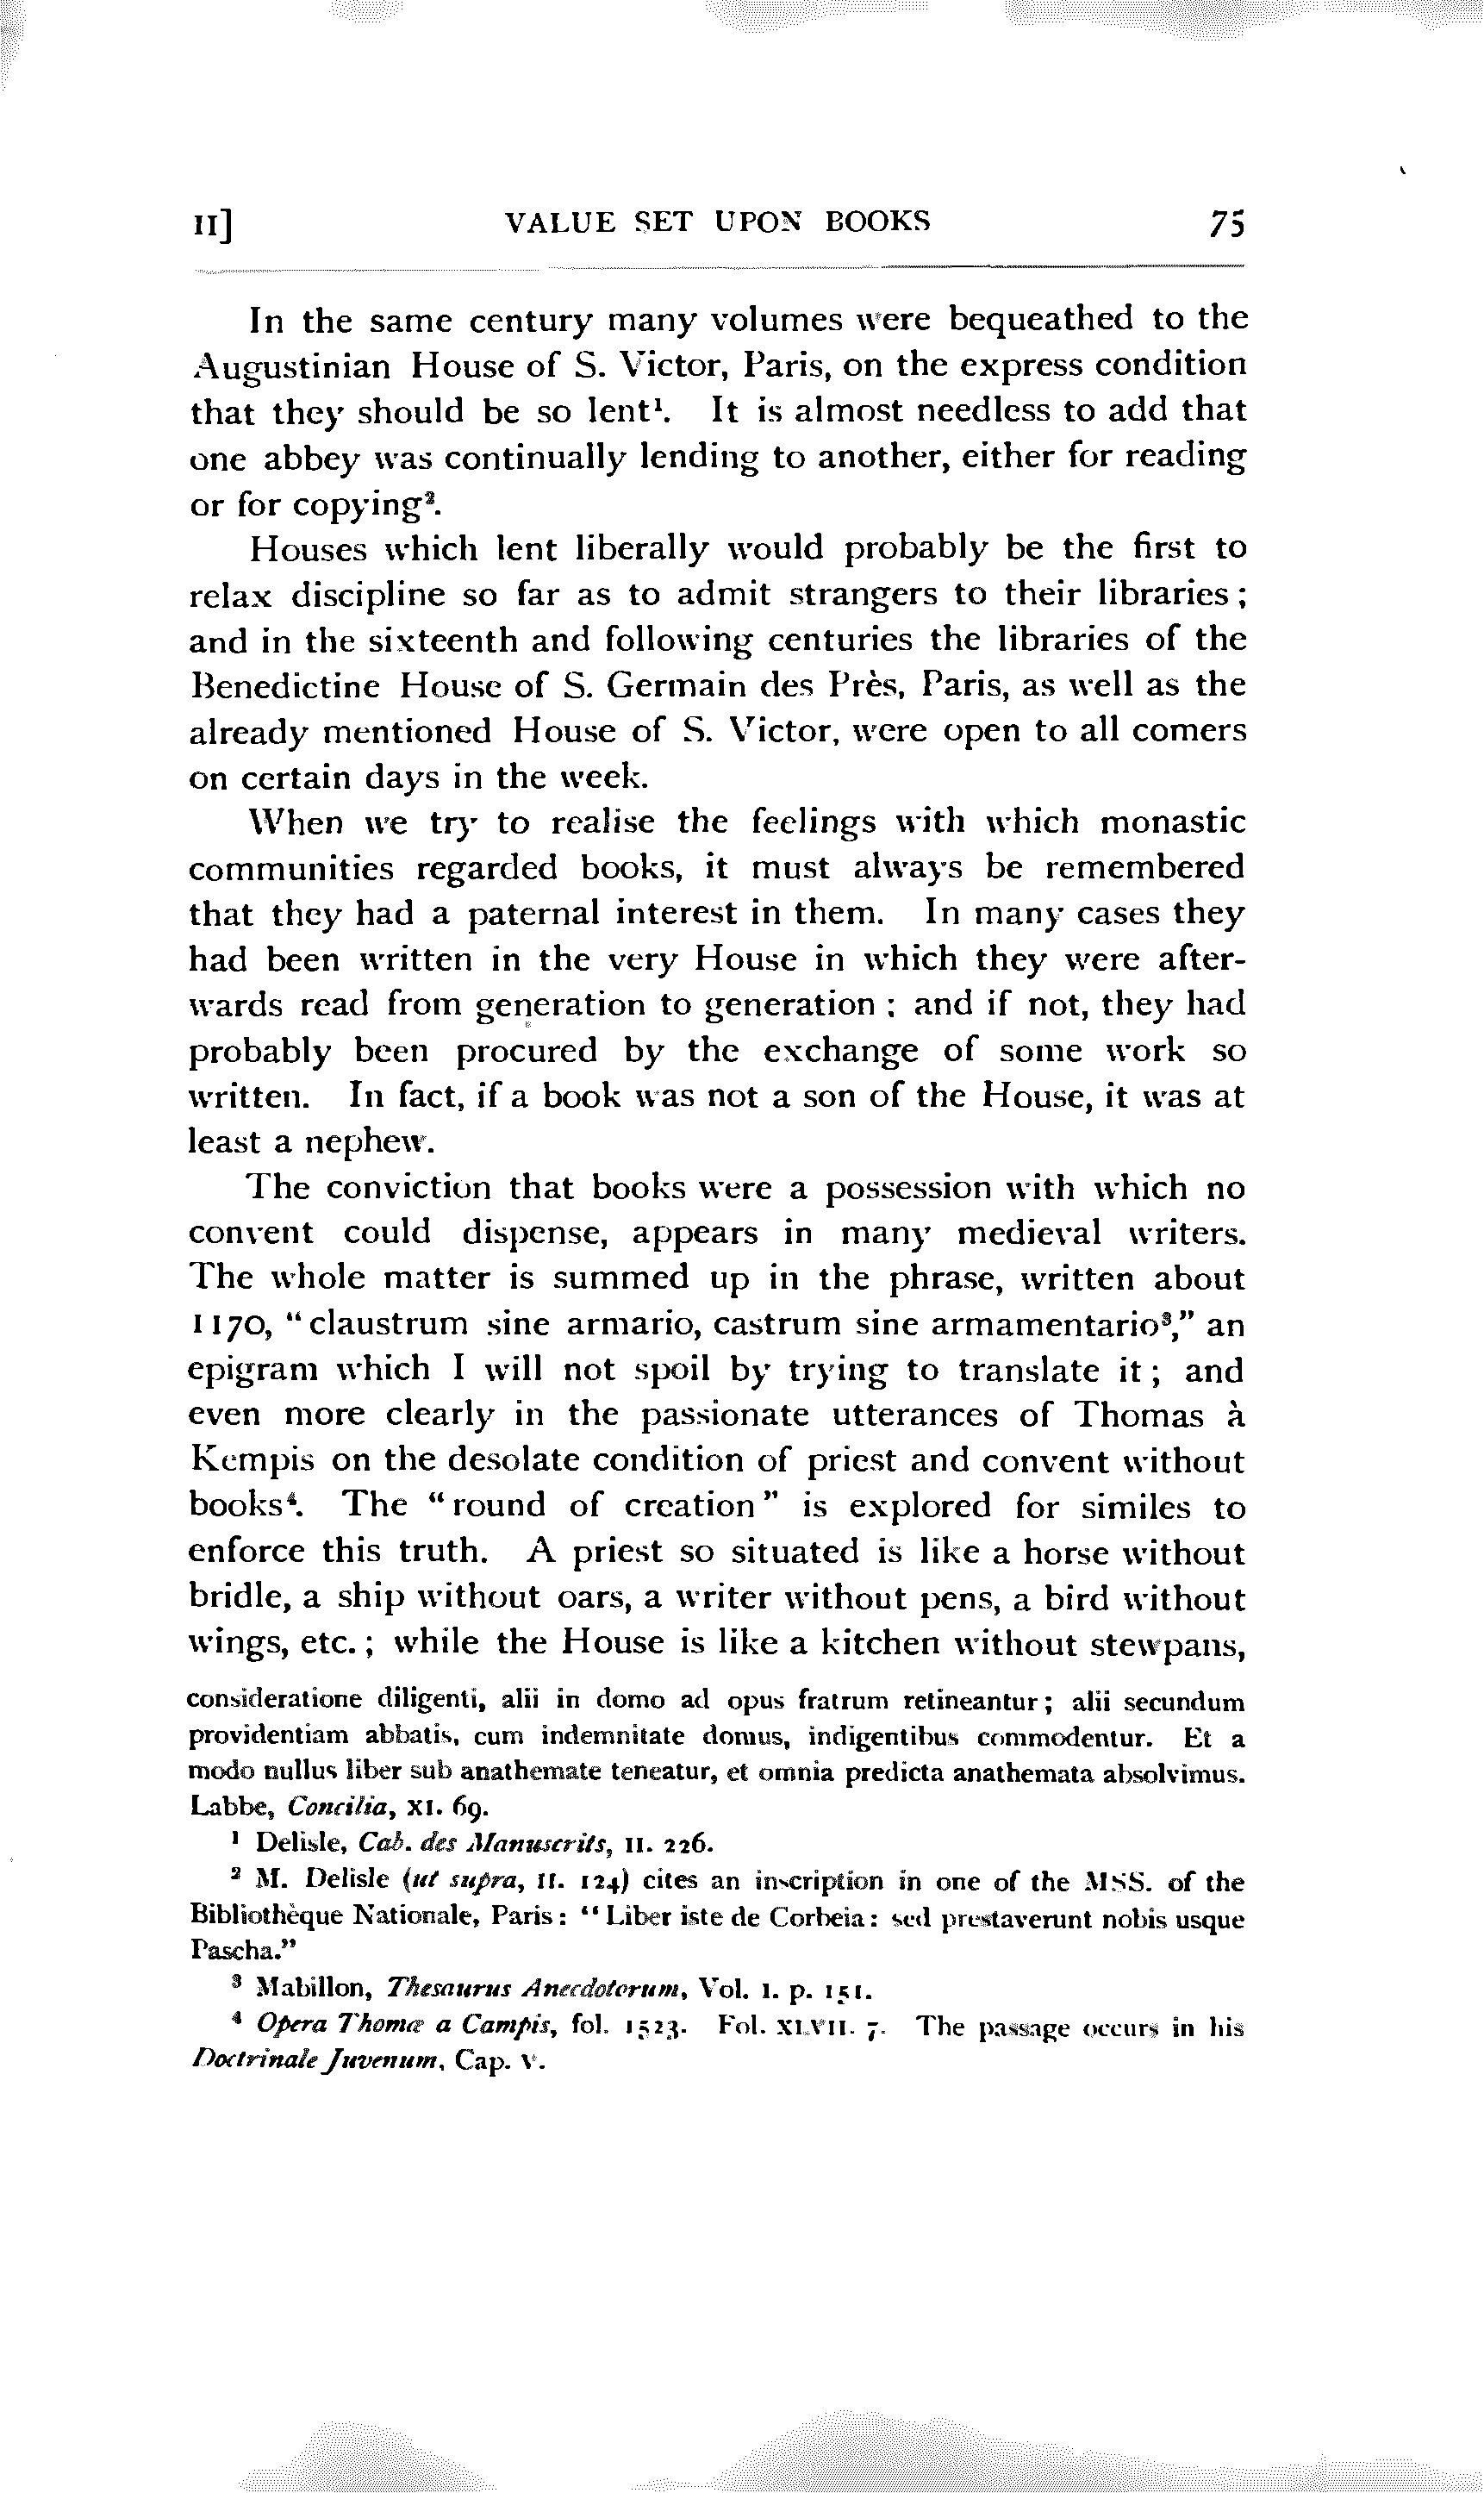 II] VALUE SET UPON BOOKS 75
In the same century many volumes were bequeathed to the
Augustinian House of S. Victor, Paris, on the express condition
that they should be so lent¹. It is almost needless to add that
one abbey was continually lending to another, either for reading
or for copying².
Houses which lent liberally would probably be the first to
relax discipline so far as to admit strangers to their libraries;
and in the sixteenth and following centuries the libraries of the
Benedictine House of S. Germain des Près, Paris, as well as the
already mentioned House of S. Victor, were open to all comers
on certain days in the week.
When we try to realise the feelings with which monastic
communities regarded books, it must always be remembered
that they had a paternal interest in them. In many cases they
had been written in the very House in which they were after-
wards read from generation to generation; and if not, they had
probably been procured by the exchange of some work so
written. In fact, if a book was not a son of the House, it was at
least a nephew.
The conviction that books were a possession with which no
convent could dispense, appears in many medieval writers.
The whole matter is summed up in the phrase, written about
1170, "claustrum sine armario, castrum sine armamentario³," an
epigram which I will not spoil by trying to translate it; and
even more clearly in the passionate utterances of Thomas à
Kempis on the desolate condition of priest and convent without
books⁴. The "round of creation" is explored for similes to
enforce this truth. A priest so situated is like a horse without
bridle, a ship without oars, a writer without pens, a bird without
wings, etc.; while the House is like a kitchen without stewpans,
consideratione diligenti, alii in domo ad opus fratrum retineantur; alii secundum
providentiam abbatis, cum indemnitate domus, indigentibus commodentur. Et a
modo nullus liber sub anathemate teneatur, et omnia predicta anathemata absolvimus.
Labbe, Concilia, XI. 69.
¹ Delisle, Cab. des Manuscrits, II. 226.
² M. Delisle (ut supra, II. 124) cites an inscription in one of the MSS. of the
Bibliothèque Nationale, Paris: "Liber iste de Corbeia: sed prestaverunt nobis usque
Pascha."
³ Mabillon, Thesaurus Anecdotorum, Vol. I. p. 151.
⁴ Opera Thomæ a Campis, fol. 1523. Fol. XLVII. 7. The passage occurs in his
Doctrinale Juvenum, Cap. V.